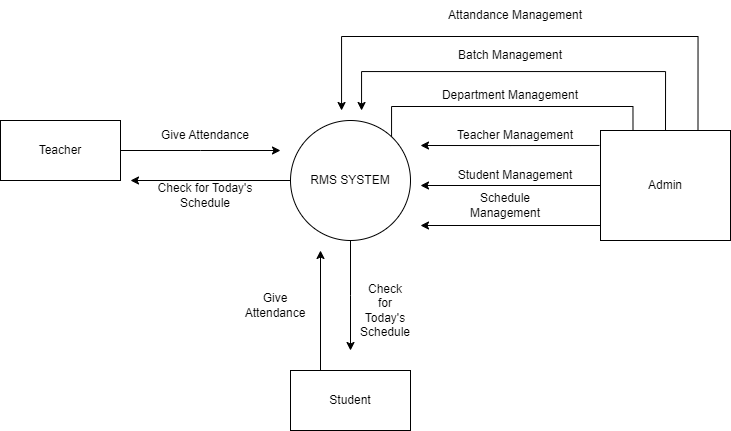 Attandance Management
Batch Management
Department Management
Teacher
Give Attendance
Check for Today's
Schedule
RMS SYSTEM
Teacher Management
Student Management
Schedule
Management
Admin
Give
Attendance
Check
for
Today's
Schedule
Student